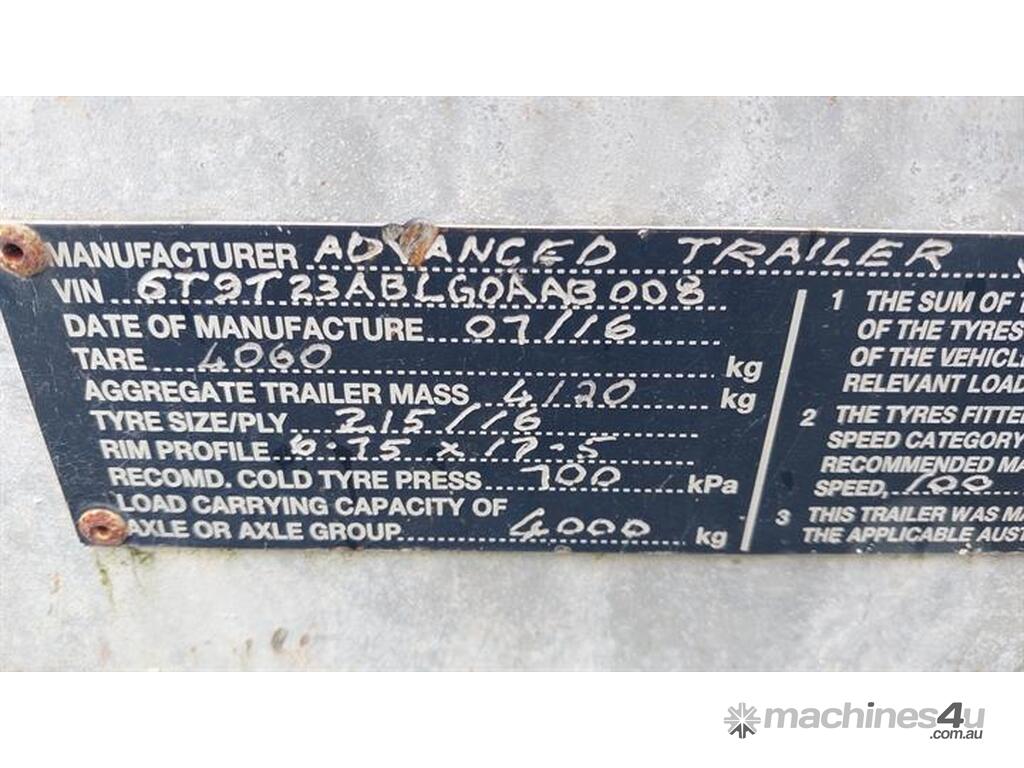 MANUFACTURER ADVANCED TRAILER
VIN 6T9T23ABLG0AAB008
DATE OF MANUFACTURE 07/16
TARE 4060 kg
AGGREGATE TRAILER MASS 4120 kg
TYRE SIZE/PLY 215/16
RIM PROFILE 6.75 x 17.5
RECOMD. COLD TYRE PRESS 700 kPa
LOAD CARRYING CAPACITY OF
AXLE OR AXLE GROUP 4000 kg
1 THE SUM OF
OF THE TYRES
OF THE VEHICLE
RELEVANT LOAD
2 THE TYRES FITTE
SPEED CATEGORY
RECOMMENDED MA
SPEED, 100
3 THIS TRAILER WAS MA
THE APPLICABLE AUST
machines4u
.com.au